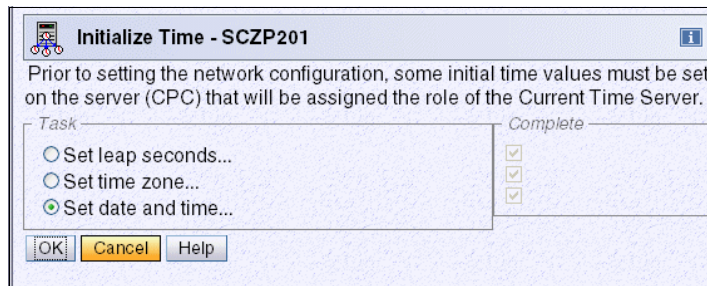 Initialize Time - SCZP201
i
Prior to setting the network configuration, some initial time values must be set
on the server (CPC) that will be assigned the role of the Current Time Server.
Task
Complete
Set leap seconds...
Set time zone...
Set date and time...
OK Cancel Help